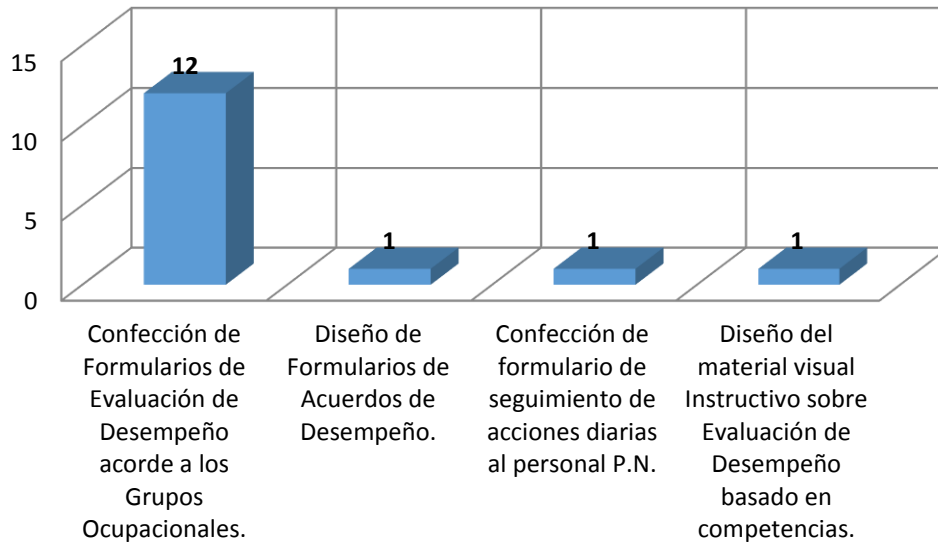 15
10
5
0
12
1
1
1
Confección de
Formularios de
Evaluación de
Desempeño
acorde a los
Grupos
Ocupacionales.
Diseño de
Formularios de
Acuerdos de
Desempeño.
Confección de
formulario de
seguimiento de
acciones diarias
al personal P.N.
Diseño del
material visual
Instructivo sobre
Evaluación de
Desempeño
basado en
competencias.